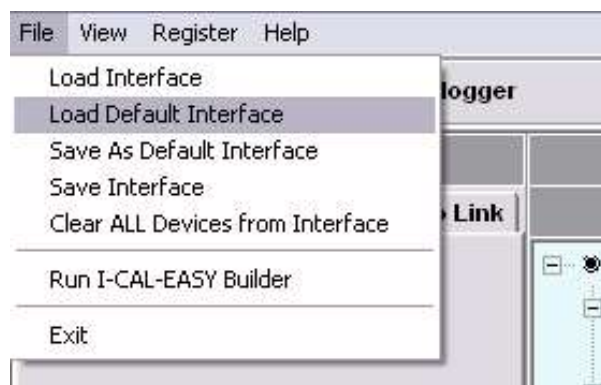 File View Register Help
Load Interface
Load Default Interface
Save As Default Interface
Save Interface
Clear ALL Devices from Interface
Run I-CAL-EASY Builder
Exit
logger
Link